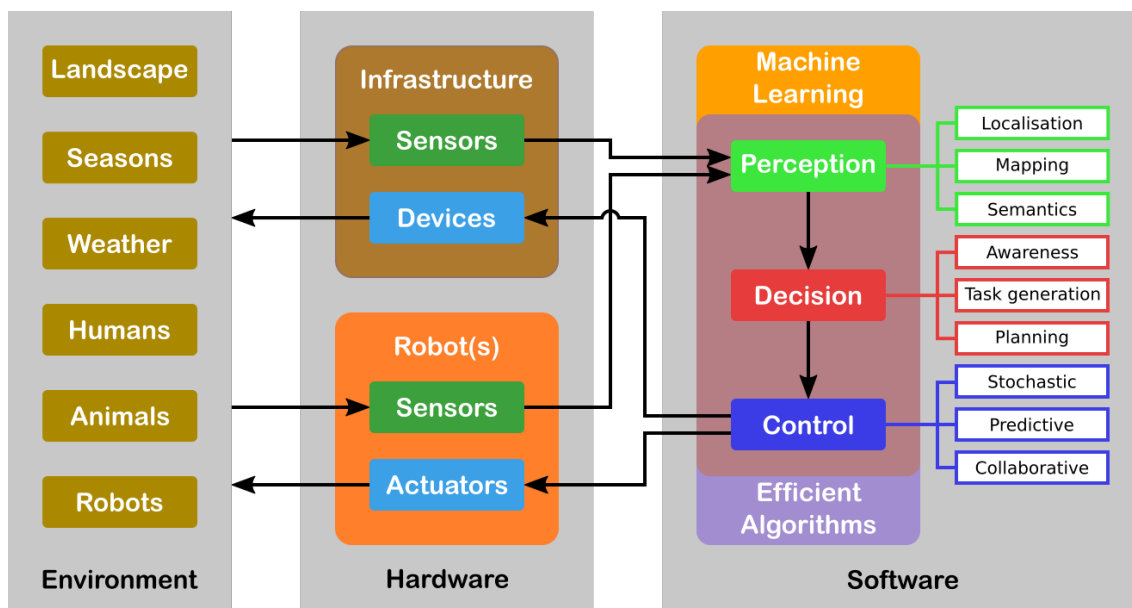 Landscape
Seasons
Weather
Humans
Animals
Robots
Environment
Infrastructure
Sensors
Devices
Robot(s)
Sensors
Actuators
Hardware
Machine
Learning
Perception
Decision
Control
Efficient
Algorithms
Localisation
Mapping
Semantics
Awareness
Task generation
Planning
Stochastic
Predictive
Collaborative
Software